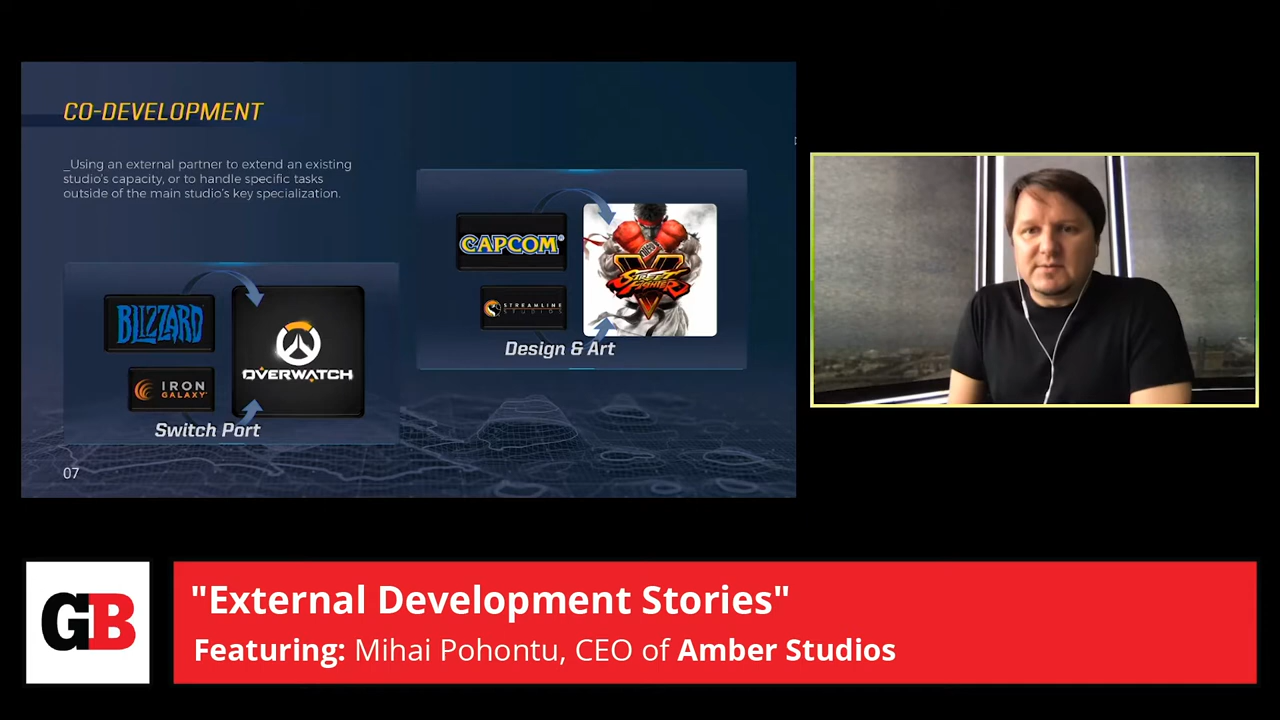 CO-DEVELOPMENT
_Using an external partner to extend an existing
studio's capacity, or to handle specific tasks
outside of the main studio's key specialization.
BLIZZARD
IRON
GALAXY
OVERWATCH
Switch Port
CAPCOM
STREAMLINE
STUDIOS
STREET
FIGHTER
V
Design & Art
07
GB
"External Development Stories"
Featuring: Mihai Pohontu, CEO of Amber Studios